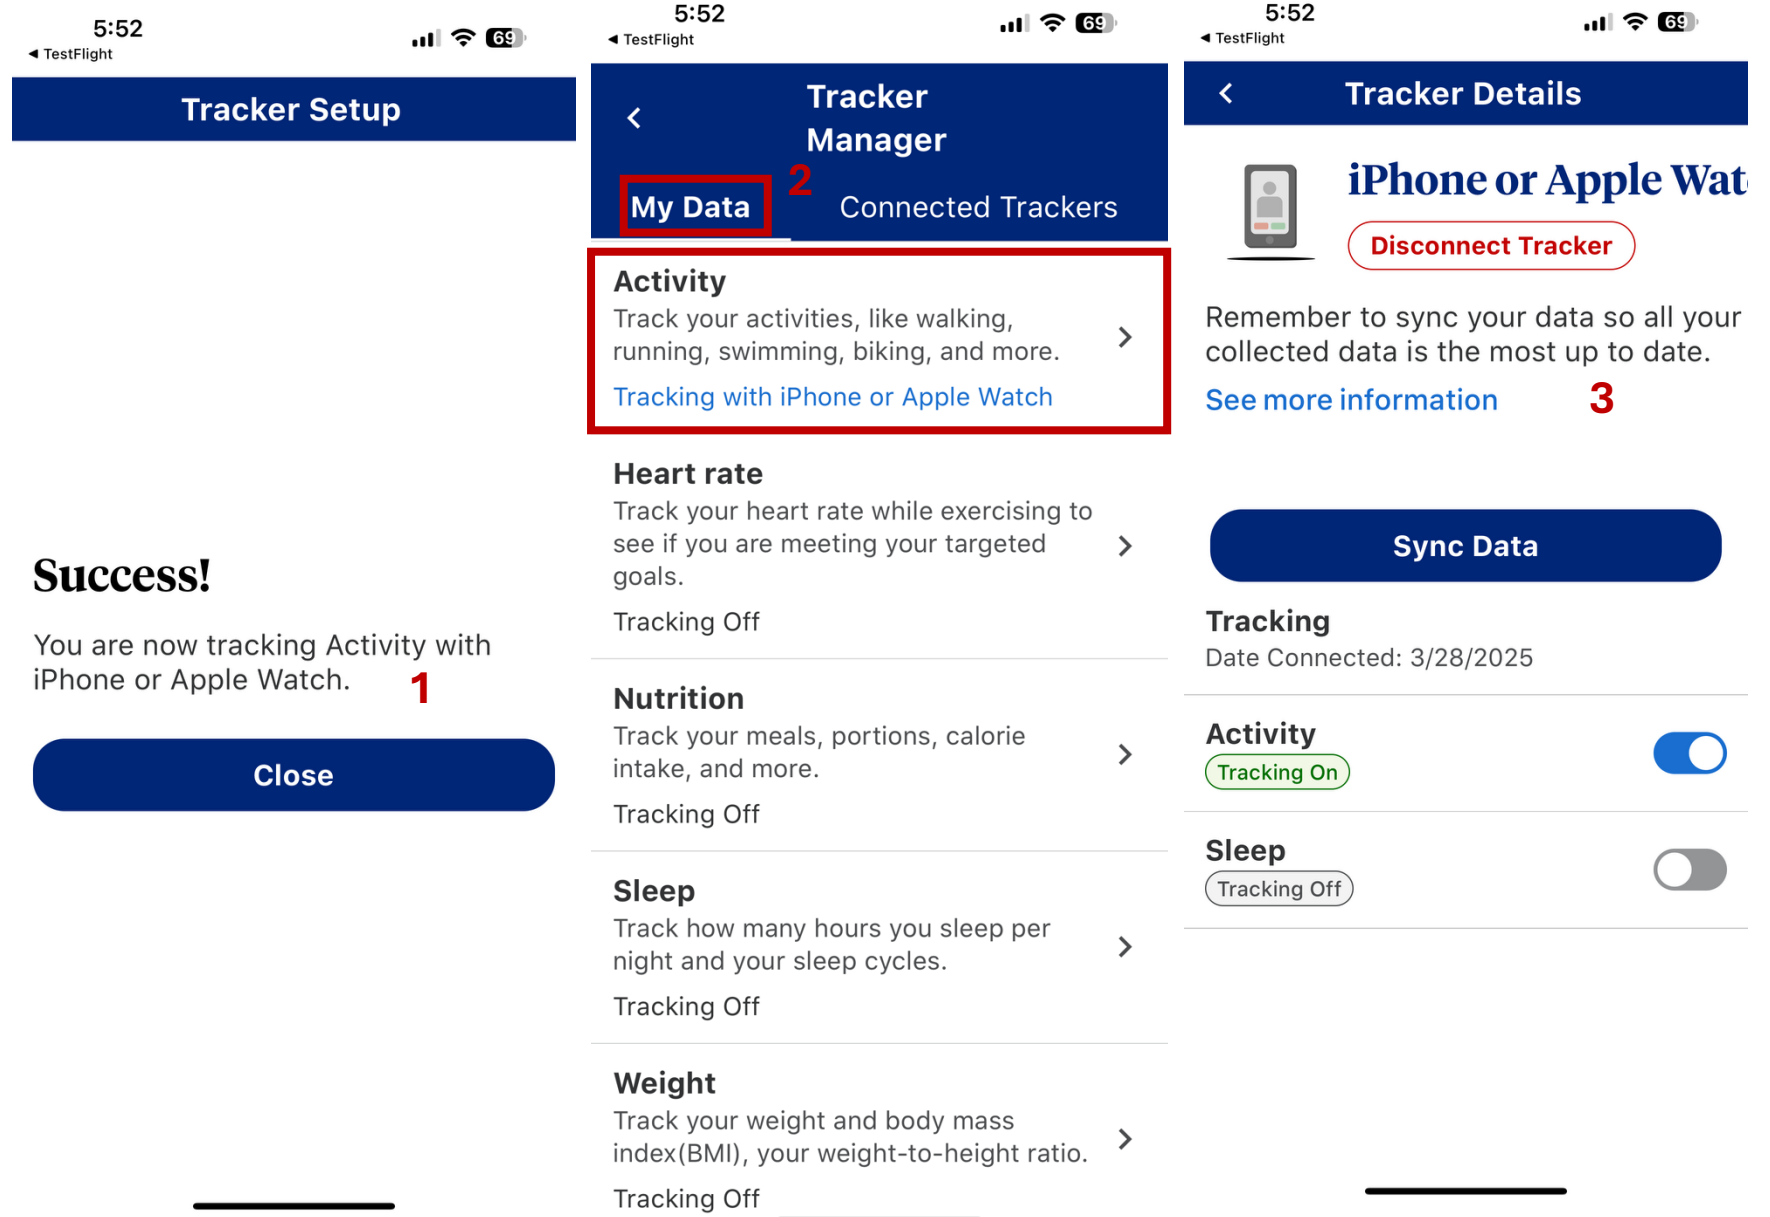 5:52
69
◀ TestFlight
Tracker Setup
Success!
You are now tracking Activity with
iPhone or Apple Watch.
1
Close
5:52
69
◀ TestFlight
Tracker
Manager
2
My Data
Connected Trackers
Activity
Track your activities, like walking,
running, swimming, biking, and more.
Tracking with iPhone or Apple Watch
Heart rate
Track your heart rate while exercising to
see if you are meeting your targeted
goals.
Tracking Off
Nutrition
Track your meals, portions, calorie
intake, and more.
Tracking Off
Sleep
Track how many hours you sleep per
night and your sleep cycles.
Tracking Off
Weight
Track your weight and body mass
index(BMI), your weight-to-height ratio.
Tracking Off
5:52
69
◀ TestFlight
Tracker Details
iPhone or Apple Wat
Disconnect Tracker
Remember to sync your data so all your
collected data is the most up to date.
See more information
3
Sync Data
Tracking
Date Connected: 3/28/2025
Activity
Tracking On
Sleep
Tracking Off